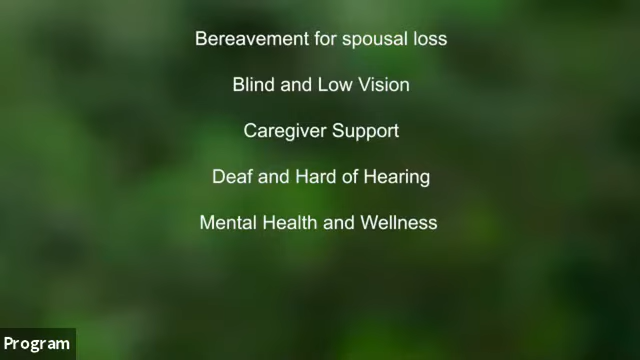 Bereavement for spousal loss
Blind and Low Vision
Caregiver Support
Deaf and Hard of Hearing
Mental Health and Wellness
Program